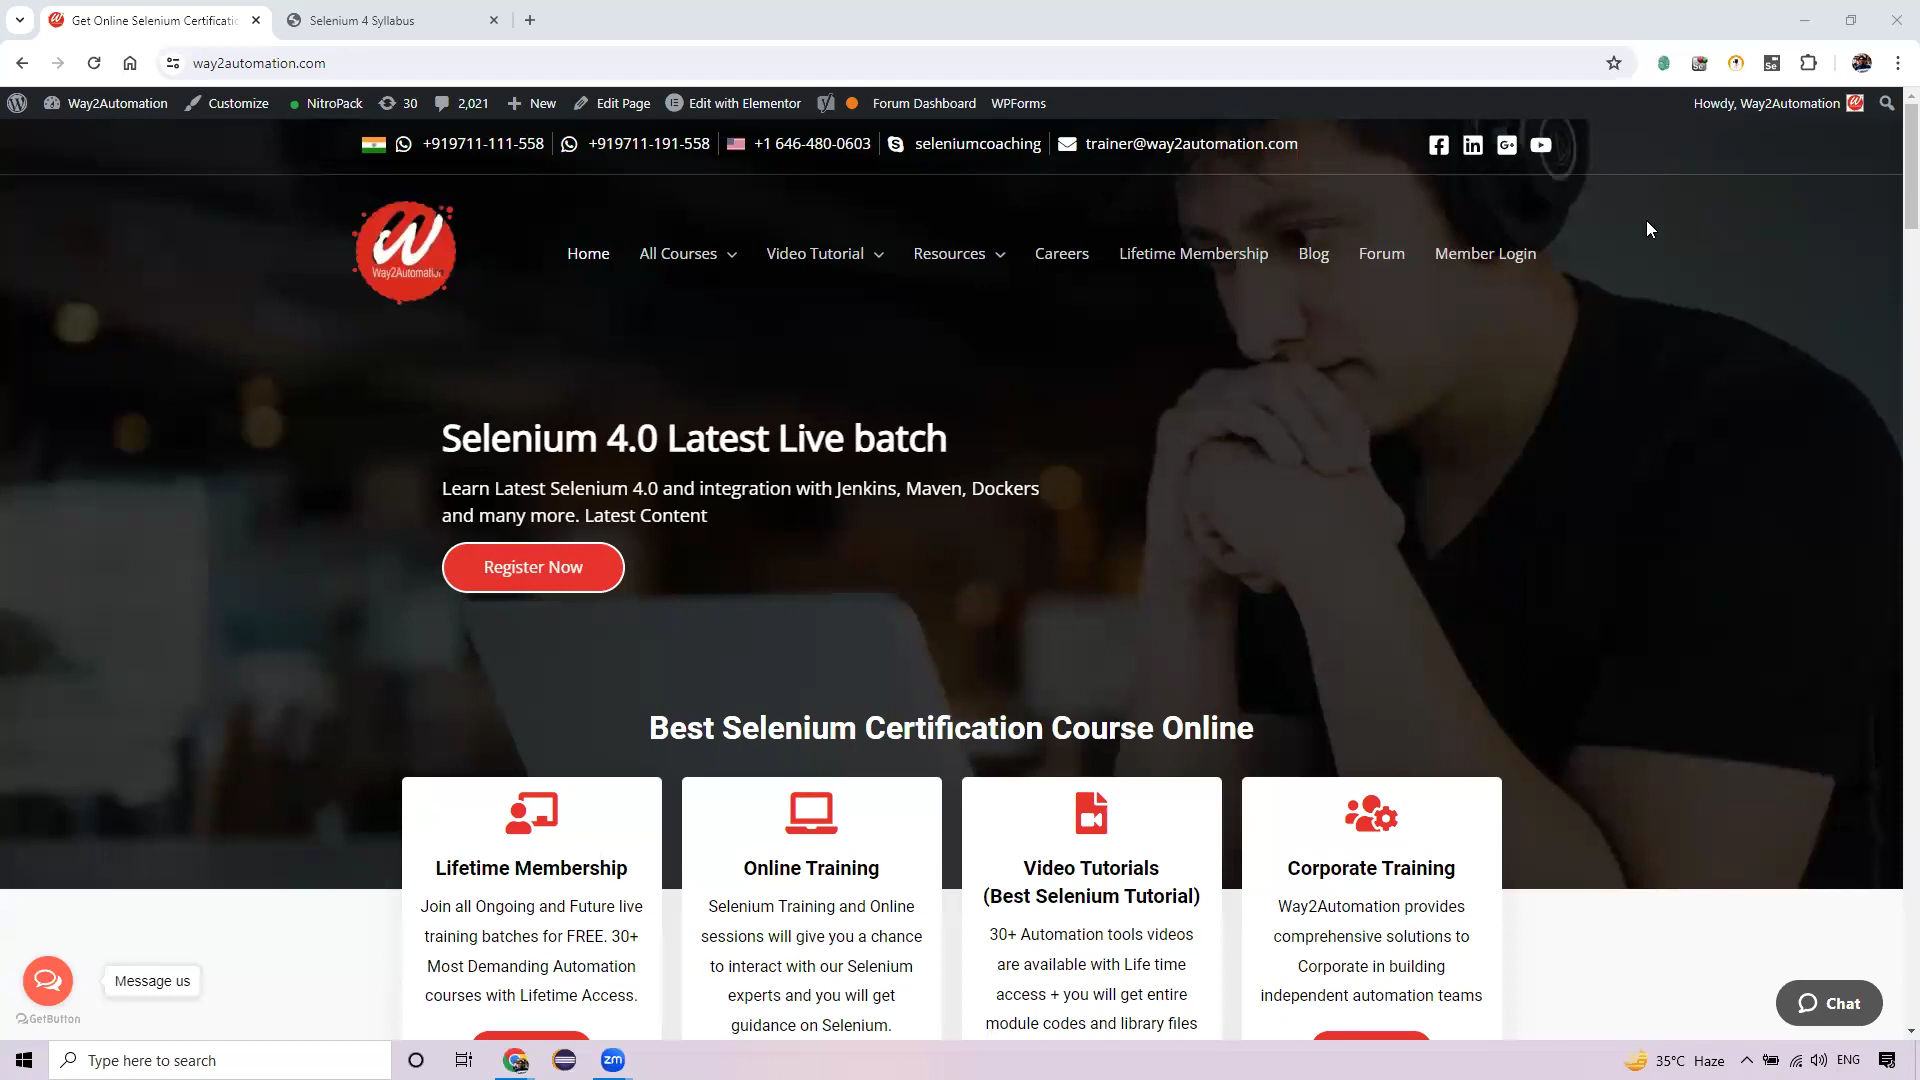 Get Online Selenium Certificatic
Selenium 4 Syllabus
way2automation.com
Way2Automation
Customize
NitroPack
30
2,021
New
Edit Page
Edit with Elementor
Forum Dashboard
WPForms
Howdy, Way2Automation
+919711-111-558
+919711-191-558
+1 646-480-0603
seleniumcoaching
trainer@way2automation.com
Way2Automation
Home
All Courses
Video Tutorial
Resources
Careers
Lifetime Membership
Blog
Forum
Member Login
Selenium 4.0 Latest Live batch
Learn Latest Selenium 4.0 and integration with Jenkins, Maven, Dockers
and many more. Latest Content
Register Now
Best Selenium Certification Course Online
Lifetime Membership
Join all Ongoing and Future live
training batches for FREE. 30+
Most Demanding Automation
courses with Lifetime Access.
Online Training
Selenium Training and Online
sessions will give you a chance
to interact with our Selenium
experts and you will get
guidance on Selenium.
Video Tutorials
(Best Selenium Tutorial)
30+ Automation tools videos
are available with Life time
access + you will get entire
module codes and library files
Corporate Training
Way2Automation provides
comprehensive solutions to
Corporate in building
independent automation teams
Message us
GetButton
Chat
Type here to search
zm
35°C Haze
ENG